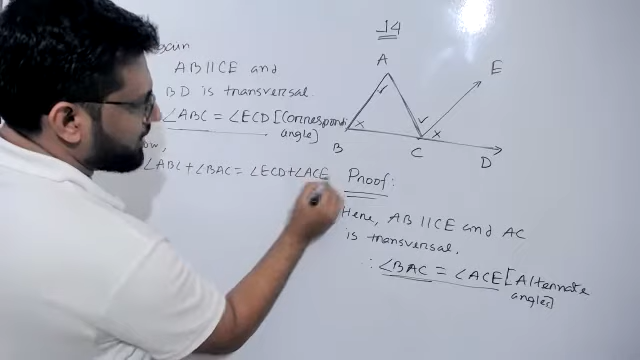 14
A
E
B
C
D
Proof:
Here, AB || CE and AC
is transversal.
∴ ∠BAC = ∠ACE [Alternate
angles]
AB || CE and
BD is transversal.
∠ABC = ∠ECD [Corresponding
angle]
∠ABC + ∠BAC = ∠ECD + ∠ACE